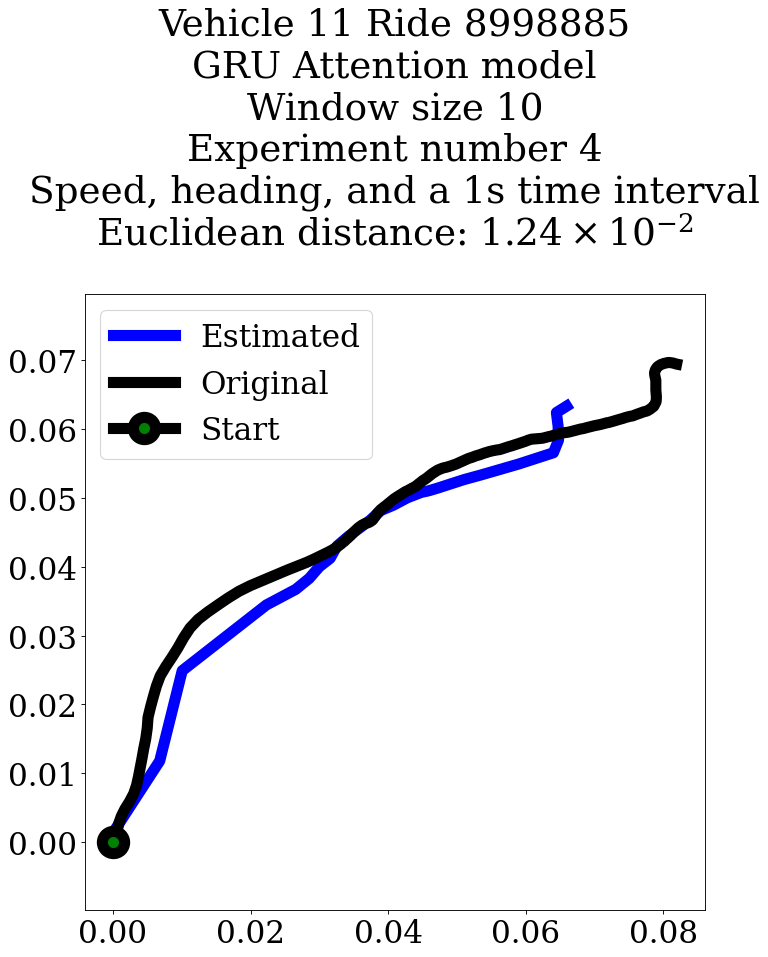 Vehicle 11 Ride 8998885
GRU Attention model
Window size 10
Experiment number 4
Speed, heading, and a 1s time interval
Euclidean distance: 1.24 × 10⁻²
Estimated
Original
Start
0.07
0.06
0.05
0.04
0.03
0.02
0.01
0.00
0.00 0.02 0.04 0.06 0.08